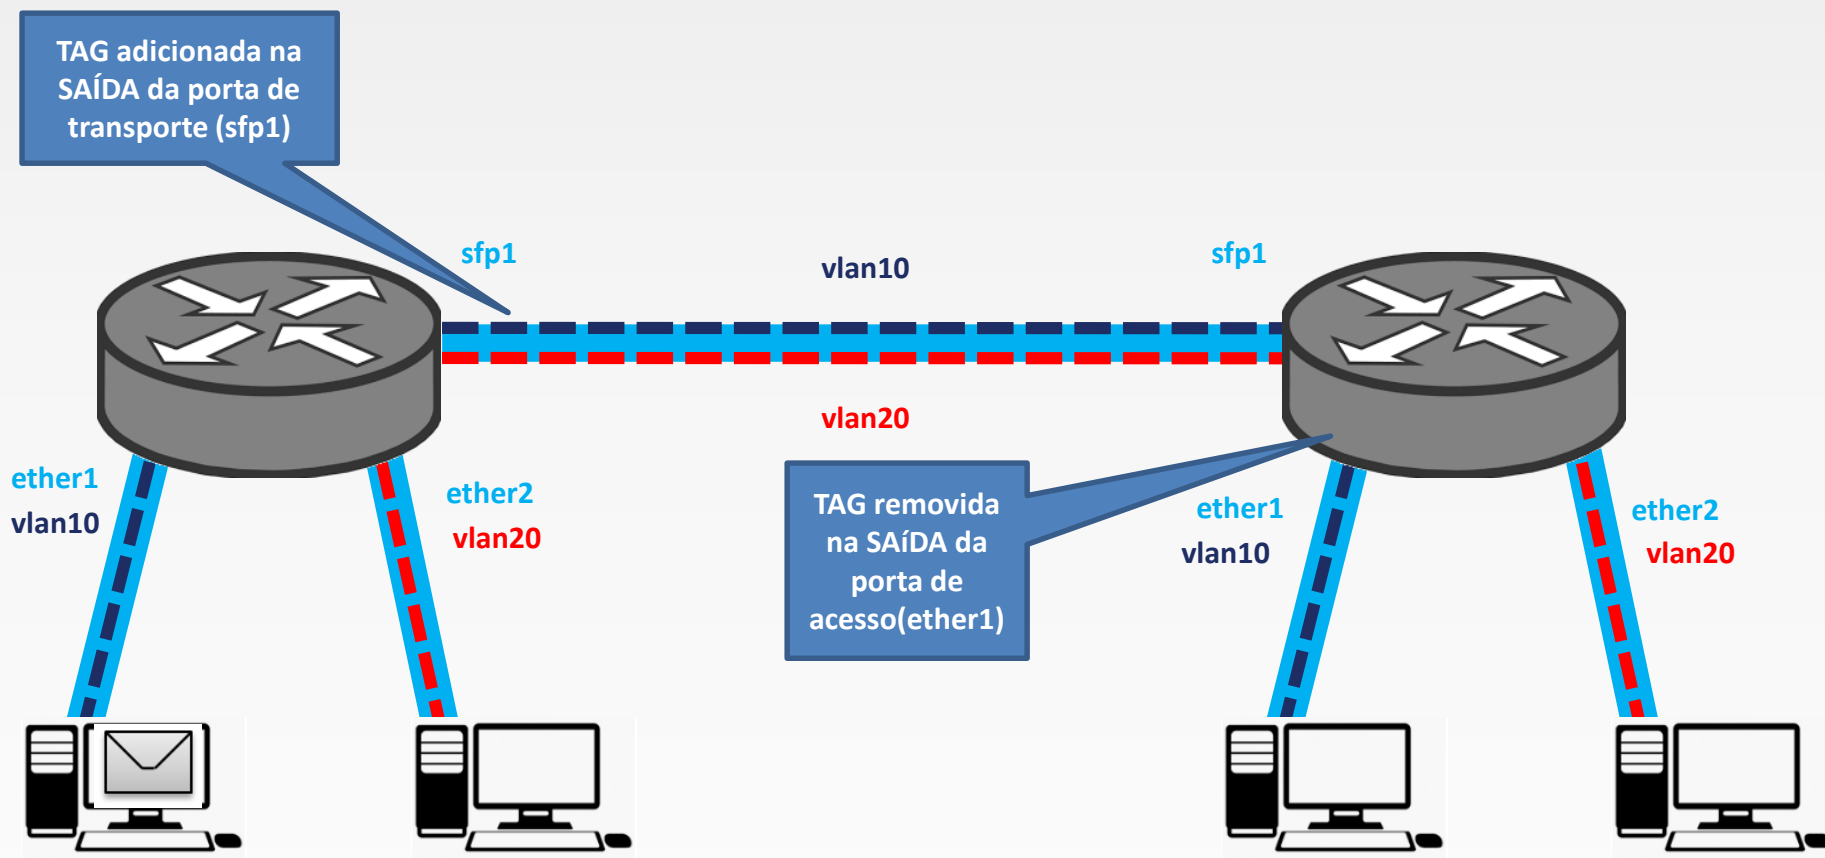 TAG adicionada na
SAÍDA da porta de
transporte (sfp1)
sfp1
vlan10
sfp1
vlan20
ether1
vlan10
ether2
vlan20
TAG removida
na SAíDA da
porta de
acesso(ether1)
ether1
vlan10
ether2
vlan20